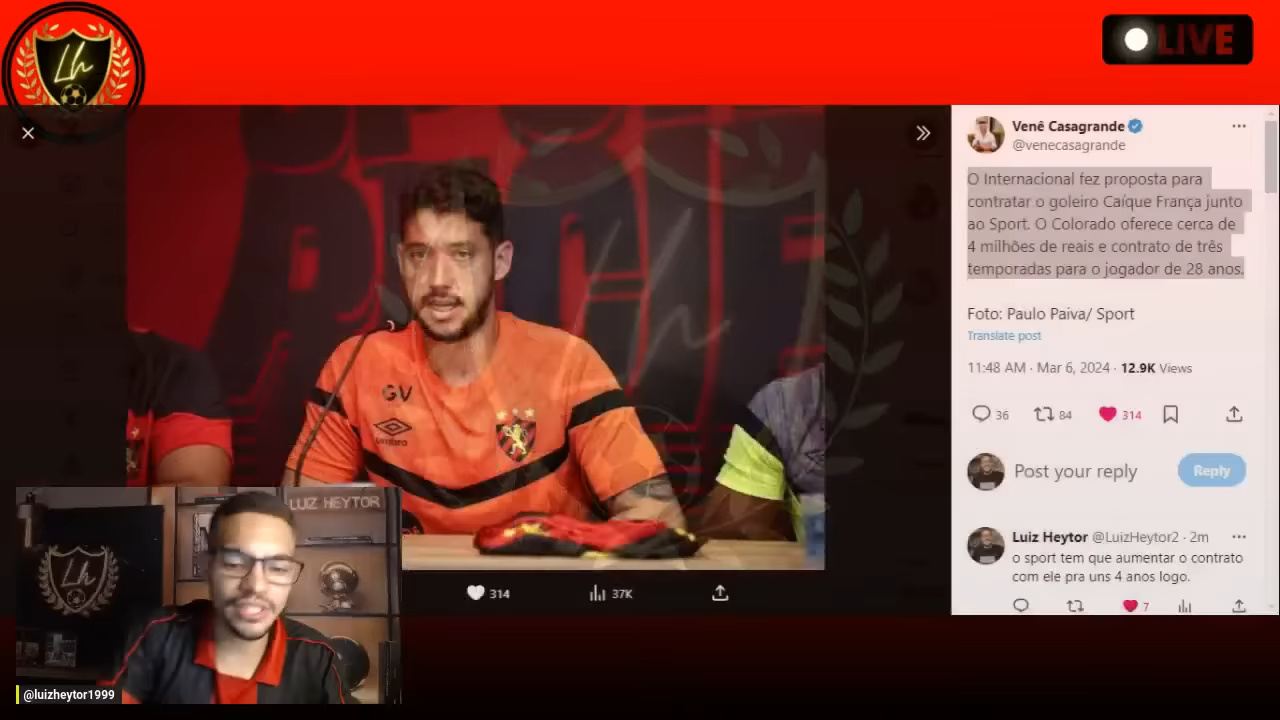 Lh
LIVE
Venê Casagrande
@venecasagrande
O Internacional fez proposta para
contratar o goleiro Caíque França junto
ao Sport. O Colorado oferece cerca de
4 milhões de reais e contrato de três
temporadas para o jogador de 28 anos.
Foto: Paulo Paiva/ Sport
Translate post
11:48 AM · Mar 6, 2024 · 12.9K Views
36 84 314
Post your reply
Reply
Luiz Heytor @LuizHeytor2 · 2m
o sport tem que aumentar o contrato
com ele pra uns 4 anos logo.
7
GV
umbro
Lh
314 37K
LUIZ HEYTOR
Lh
@luizheytor1999